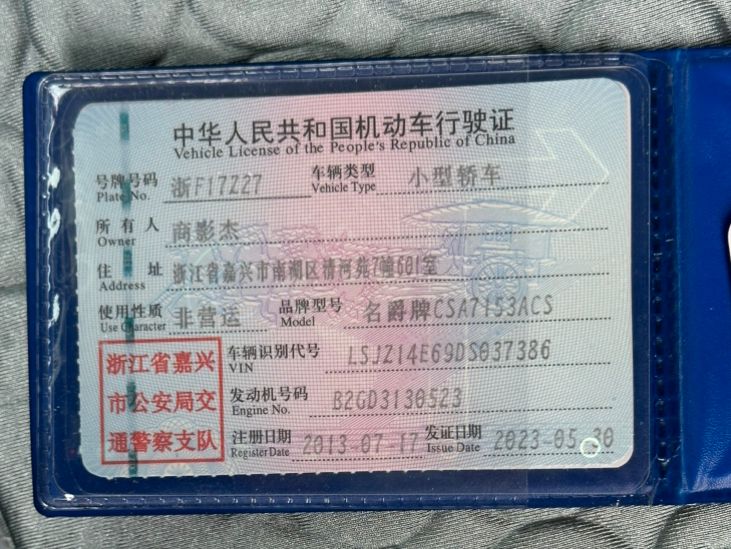 中华人民共和国机动车行驶证
Vehicle License of the People's Republic of China
号牌号码 浙F17Z27 车辆类型 小型轿车
Plate No. Vehicle Type
所有人 商影杰
Owner
住址 浙江省嘉兴市南湖区清河苑7幢601室
Address
使用性质 非营运 品牌型号 名爵牌CSA7153ACS
Use Character Model
浙江省嘉兴
市公安局交
通警察支队
车辆识别代号 LSJZ14E69DS037386
VIN
发动机号码 B2GD3130523
Engine No.
注册日期 2013-07-17 发证日期 2023-05-30
Register Date Issue Date